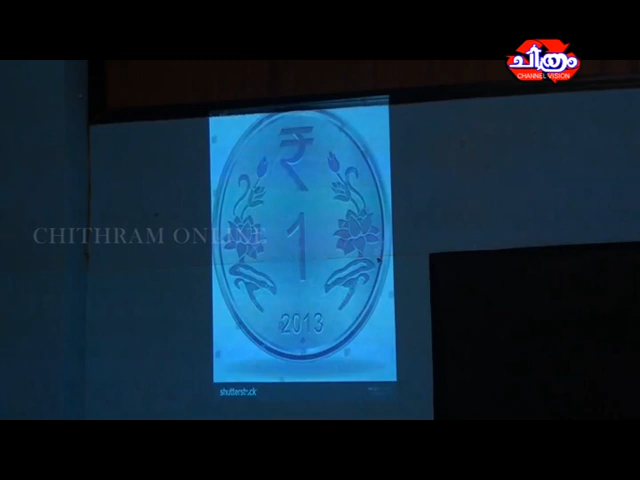 ചിത്രം
CHANNEL VISION
₹
CHITHRAM ONLINE
1
2013
shutterstock